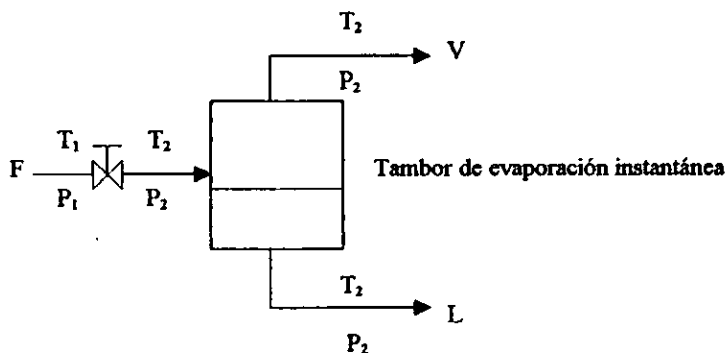 T₂
V
P₂
T₁ T₂
F
P₁ P₂
Tambor de evaporación instantánea
T₂
L
P₂